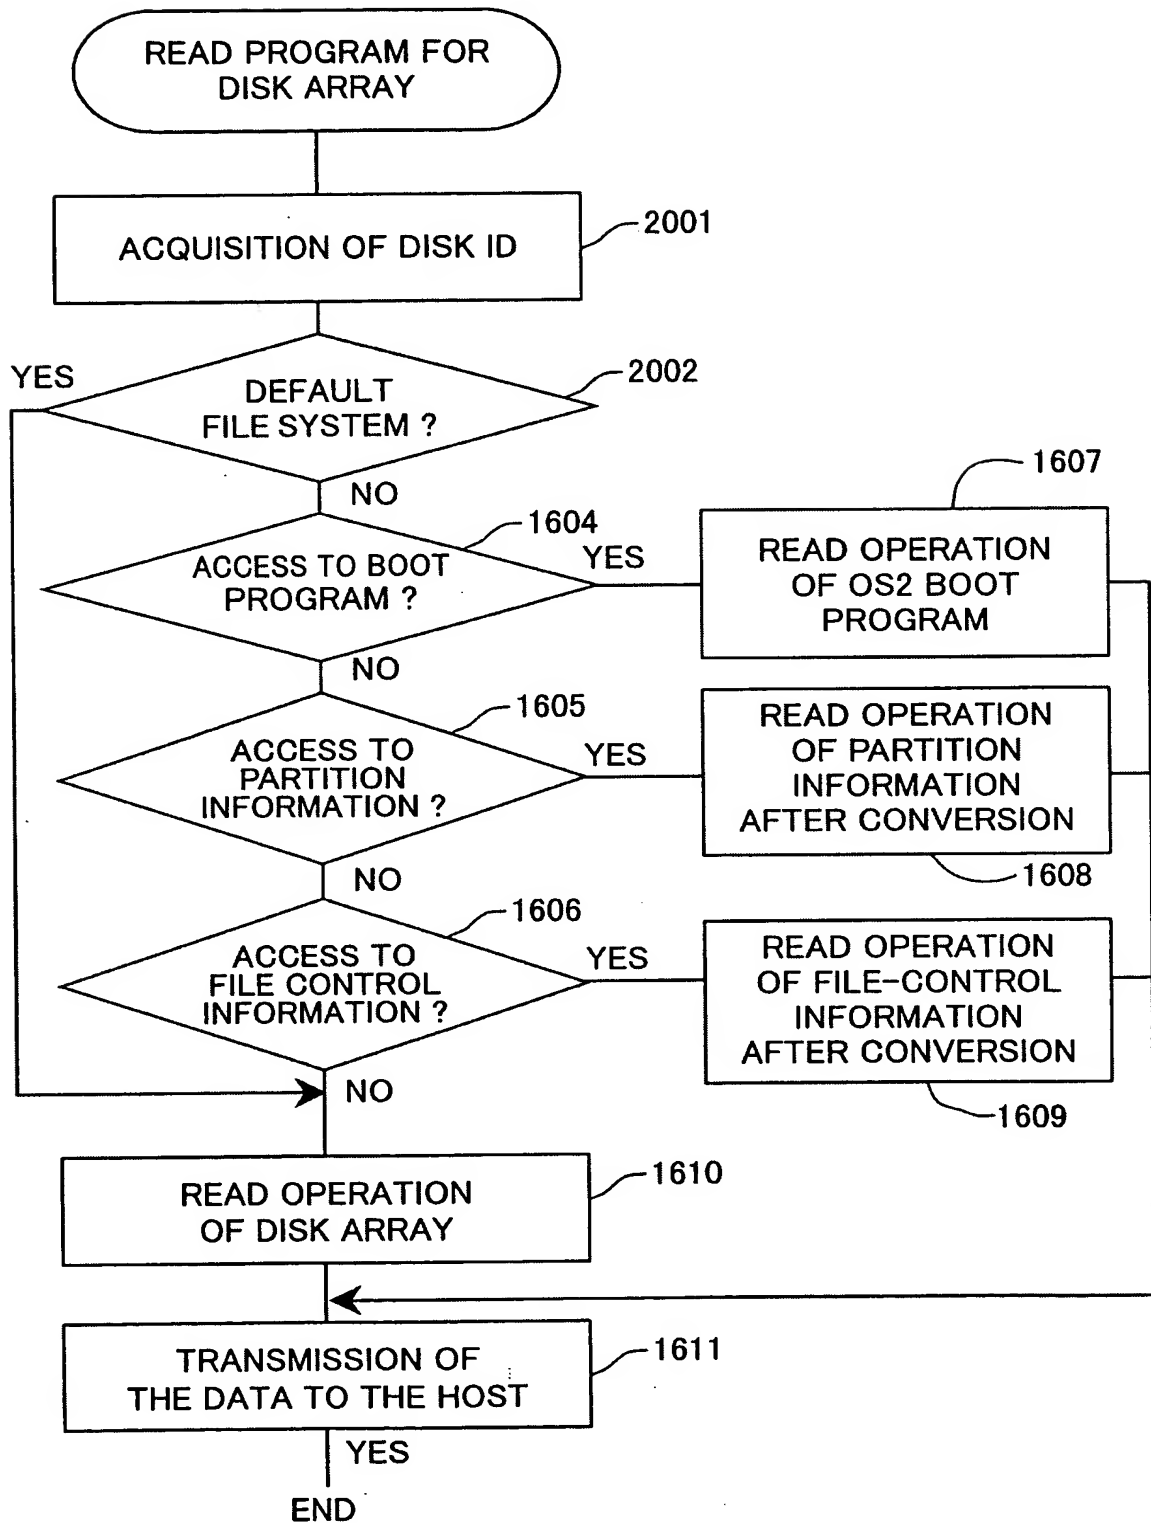 READ PROGRAM FOR
DISK ARRAY
ACQUISITION OF DISK ID
2001
YES
DEFAULT
FILE SYSTEM ?
2002
NO
ACCESS TO BOOT
PROGRAM ?
1604
YES
READ OPERATION
OF OS2 BOOT
PROGRAM
1607
NO
ACCESS TO
PARTITION
INFORMATION ?
1605
YES
READ OPERATION
OF PARTITION
INFORMATION
AFTER CONVERSION
1608
NO
ACCESS TO
FILE CONTROL
INFORMATION ?
1606
YES
READ OPERATION
OF FILE-CONTROL
INFORMATION
AFTER CONVERSION
1609
NO
READ OPERATION
OF DISK ARRAY
1610
TRANSMISSION OF
THE DATA TO THE HOST
1611
YES
END